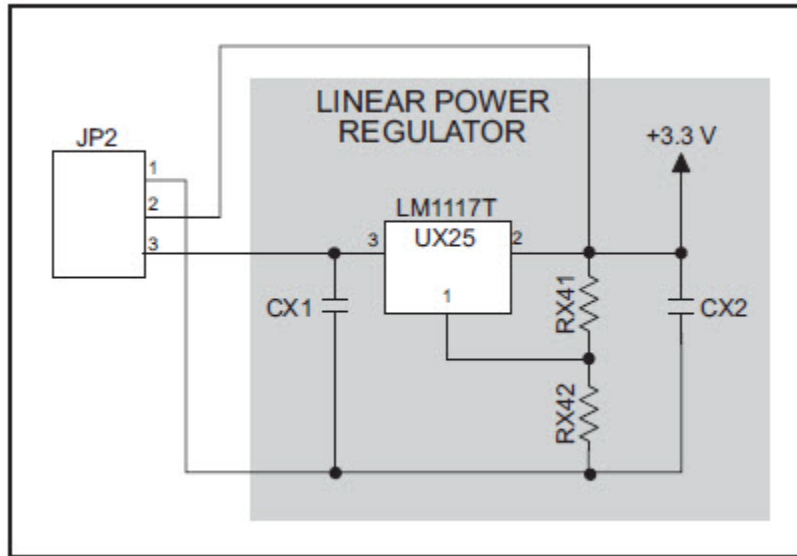 LINEAR POWER
REGULATOR
JP2
1
2
3
+3.3 V
LM1117T
3
UX25
2
1
CX1
RX41
CX2
RX42